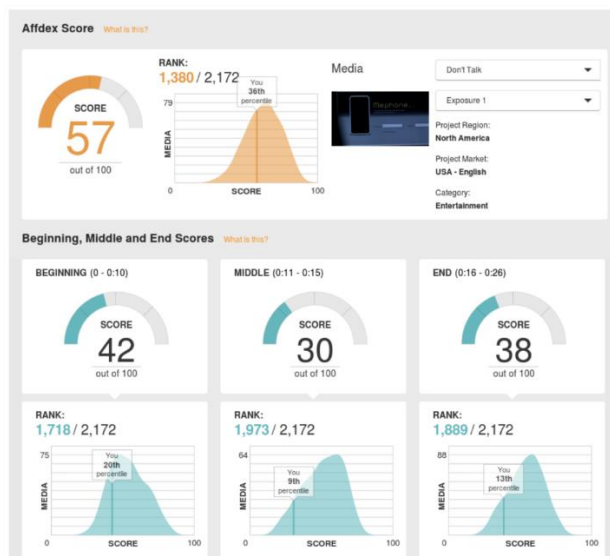 Affdex Score What is this?
SCORE
57
out of 100
RANK:
1,380 / 2,172
You
36th
percentile
79
MEDIA
0 SCORE 100
Media
Don't Talk
Exposure 1
Project Region:
North America
Project Market:
USA - English
Category:
Entertainment
Beginning, Middle and End Scores What is this?
BEGINNING (0 - 0:10)
SCORE
42
out of 100
MIDDLE (0:11 - 0:15)
SCORE
30
out of 100
END (0:16 - 0:26)
SCORE
38
out of 100
RANK:
1,718 / 2,172
75
You
20th
percentile
MEDIA
0 SCORE 100
RANK:
1,973 / 2,172
64
You
9th
percentile
MEDIA
0 SCORE 100
RANK:
1,889 / 2,172
88
You
13th
percentile
MEDIA
0 SCORE 100